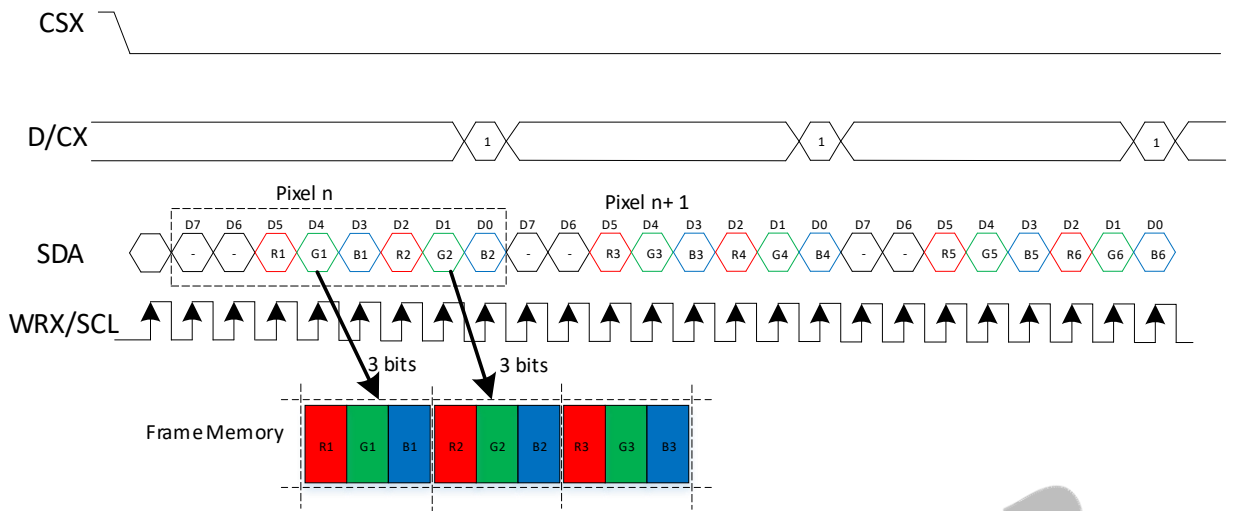 CSX
D/CX
1 1 1
Pixel n Pixel n+ 1
D7 D6 D5 D4 D3 D2 D1 D0 D7 D6 D5 D4 D3 D2 D1 D0 D7 D6 D5 D4 D3 D2 D1 D0
SDA
- - R1 G1 B1 R2 G2 B2 - - R3 G3 B3 R4 G4 B4 - - R5 G5 B5 R6 G6 B6
WRX/SCL
3 bits 3 bits
Frame Memory
R1 G1 B1 R2 G2 B2 R3 G3 B3